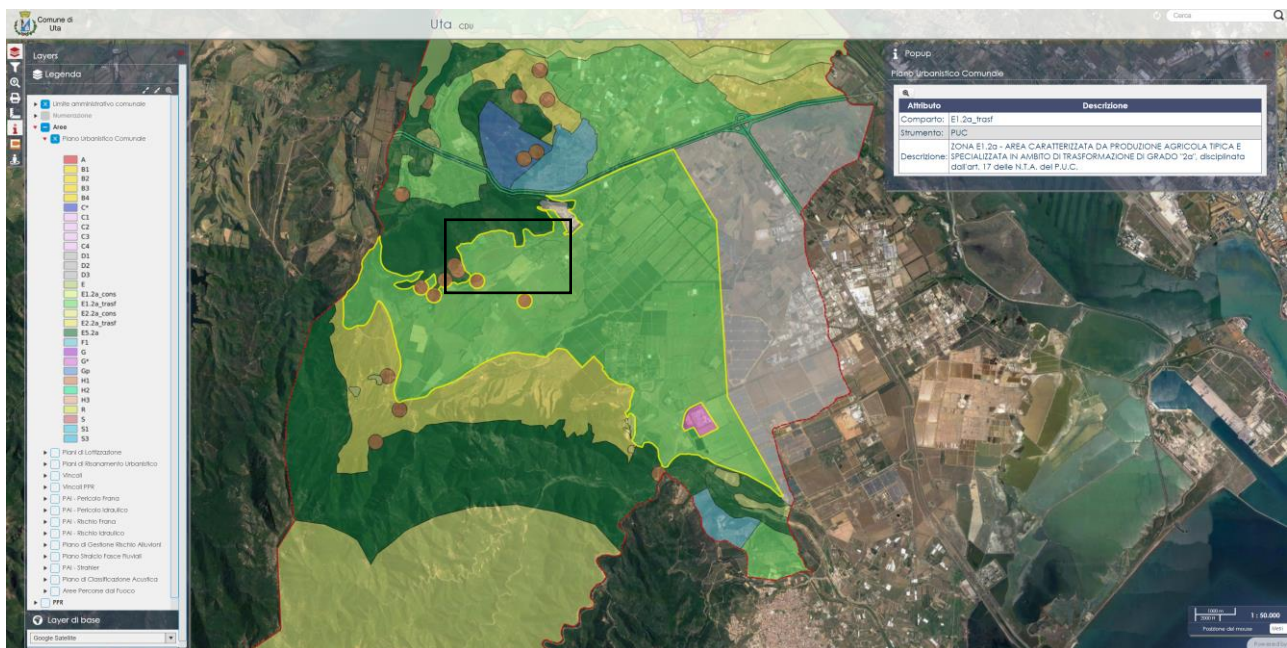 Comune di
Uta
Uta CDU
Cerca
Layers
Legenda
Limite amministrativo comunale
Numerazione
Aree
Piano Urbanistico Comunale
A
B1
B2
B3
B4
C*
C1
C2
C3
C4
D1
D2
D3
E
E1.2a_cons
E1.2a_trasf
E2.2a_cons
E2.2a_trasf
E5.2a
F1
G
G*
Gp
H1
H2
H3
R
S
S1
S3
Piani di Lottizzazione
Piani di Risanamento Urbanistico
Vincoli
Vincoli PPR
PAI - Pericolo Frana
PAI - Pericolo Idraulico
PAI - Rischio Frana
PAI - Rischio Idraulico
Piano di Gestione Rischio Alluvioni
Piano Stralcio Fasce Fluviali
PAI - Strahler
Piano di Classificazione Acustica
Aree Percorse dal Fuoco
PPR
Layer di base
Google Satellite
Popup
Piano Urbanistico Comunale
Attributo Descrizione
Comparto: E1.2a_trasf
Strumento: PUC
Descrizione: ZONA E1.2a - AREA CARATTERIZZATA DA PRODUZIONE AGRICOLA TIPICA E
SPECIALIZZATA IN AMBITO DI TRASFORMAZIONE DI GRADO "2a", disciplinata
dall'art. 17 delle N.T.A. del P.U.C.
1000 m
1 : 50.000
Posizione del mouse